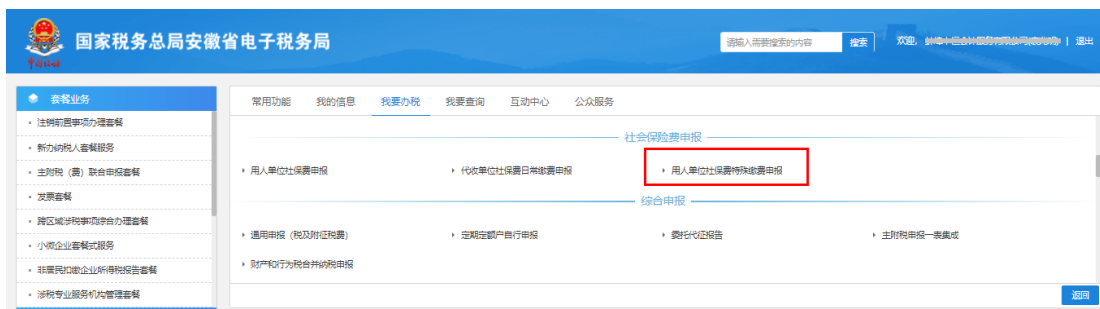 国家税务总局安徽省电子税务局
请输入需要搜索的内容 搜索 欢迎, | 退出
中国税务
套餐业务
常用功能 我的信息 我要办税 我要查询 互动中心 公众服务
注销前置事项办理套餐
社会保险费申报
新办纳税人套餐服务
主附税(费)联合申报套餐
用人单位社保费申报 代收单位社保费日常缴费申报 用人单位社保费特殊缴费申报
发票套餐
综合申报
跨区域涉税事项综合办理套餐
通用申报(税及附征税费) 定期定额户自行申报 委托代征报告 主附税申报一表集成
小微企业套餐式服务
非居民扣缴企业所得税报告套餐
财产和行为税合并纳税申报
涉税专业服务机构管理套餐
返回